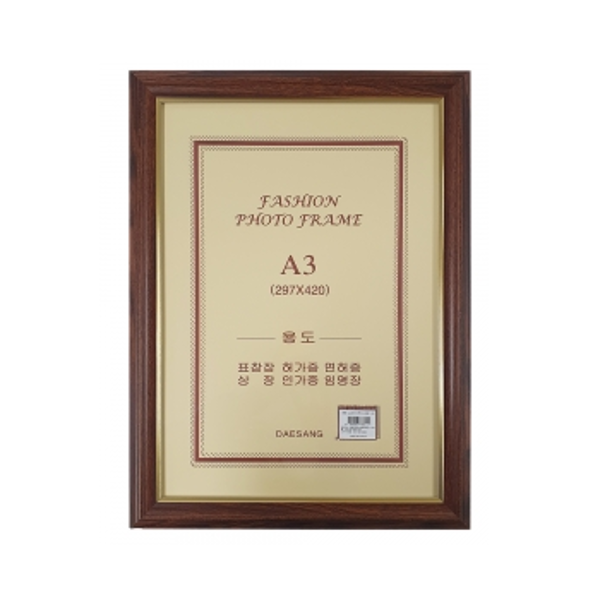 FASHION
PHOTO FRAME
A3
(297X420)
용도
표창장 허가증 면허증
상 장 인가증 임명장
DAESANG